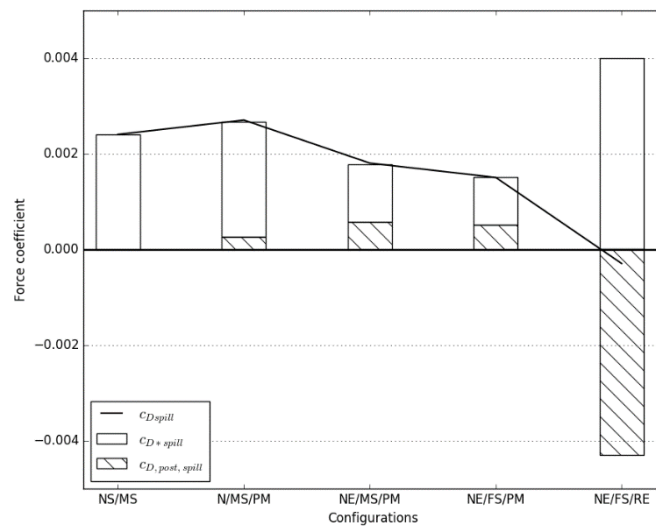 0.004
0.002
0.000
−0.002
−0.004
Force coefficient
c_{Dspill}
c_{D*spill}
c_{D,post,spill}
NS/MS N/MS/PM NE/MS/PM NE/FS/PM NE/FS/RE
Configurations